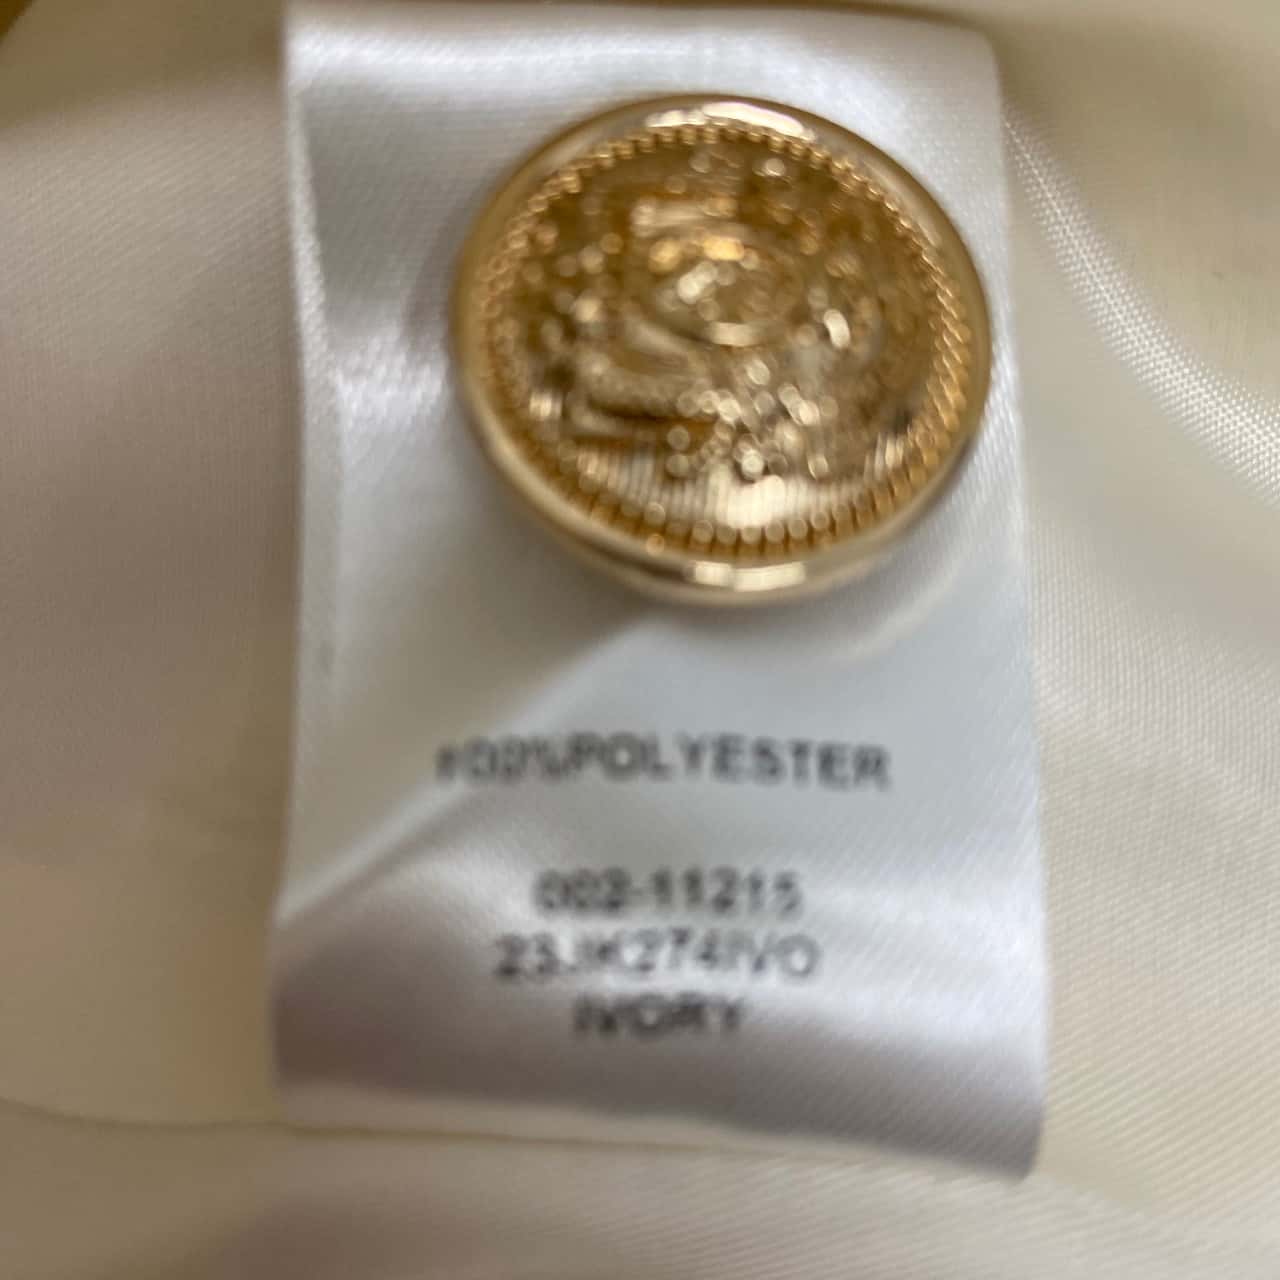 100%POLYESTER
002-11215
23JK274IVO
IVORY